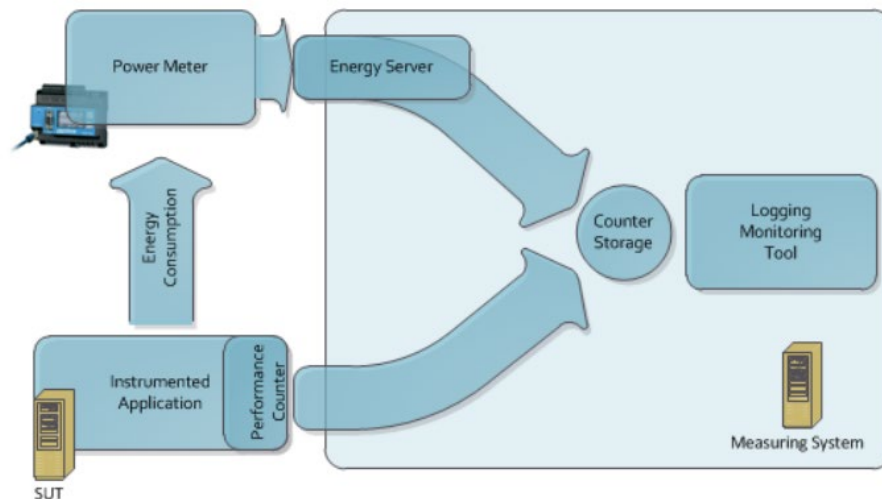 Power Meter
Energy Server
Energy
Consumption
Counter
Storage
Logging
Monitoring
Tool
Instrumented
Application
Performance
Counter
SUT
Measuring System